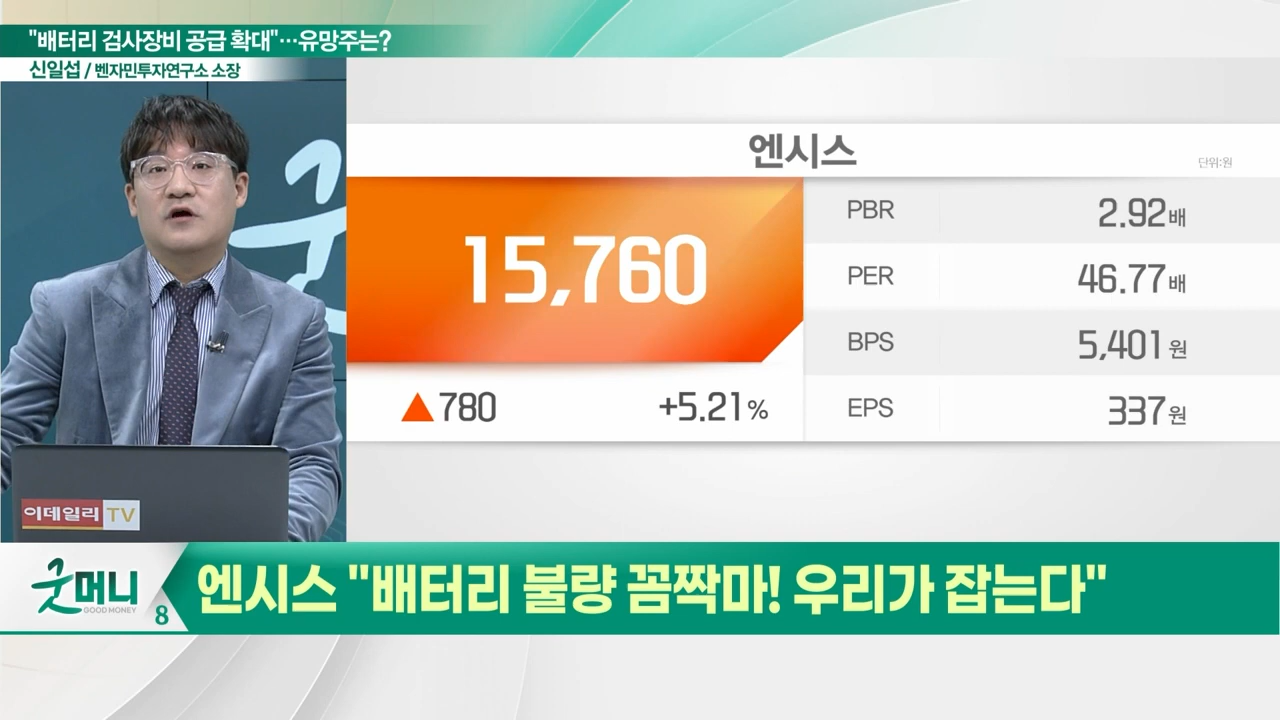 "배터리 검사장비 공급 확대"…유망주는?
신일섭 / 벤자민투자연구소 소장
엔시스
단위:원
15,760
▲780 +5.21%
PBR 2.92배
PER 46.77배
BPS 5,401원
EPS 337원
이데일리 TV
굿머니
GOOD MONEY
8
엔시스 "배터리 불량 꼼짝마! 우리가 잡는다"